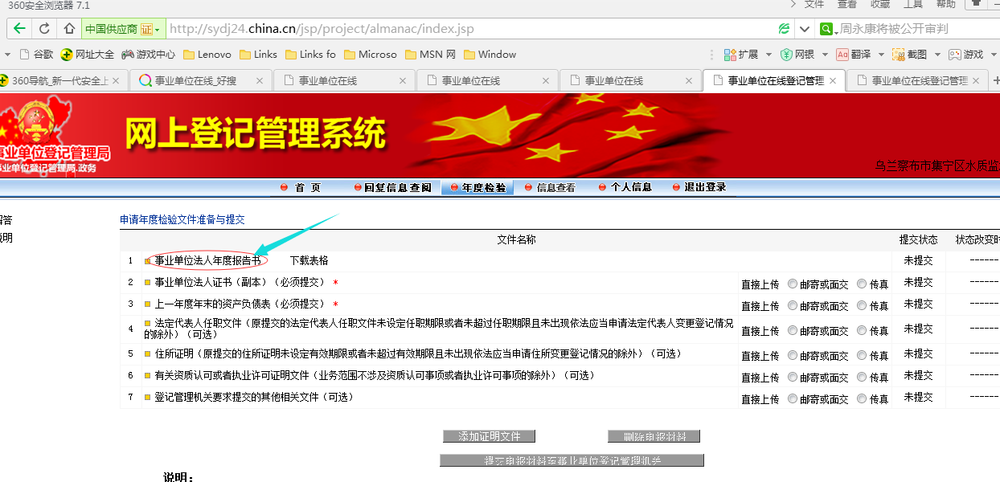 360安全浏览器 7.1
文件 查看 收藏 工具 帮助
中国供应商 证 http://sydj24.china.cn/jsp/project/almanac/index.jsp 周永康将被公开审判
谷歌 网址大全 游戏中心 Lenovo Links Links fo Microso MSN 网 Window 扩展 网银 Aa 翻译 截图 游戏
360导航_新一代安全上 事业单位在线_好搜 事业单位在线 事业单位在线 事业单位在线 事业单位在线登记管理 事业单位在线登记管理
网上登记管理系统
事业单位登记管理局
业单位登记管理局.政务
乌兰察布市集宁区水质监
首 页 回复信息查阅 年度检验 信息查看 个人信息 退出登录
解答
说明
申请年度检验文件准备与提交
文件名称 提交状态 状态改变时
1 事业单位法人年度报告书 下载表格 未提交 ------
2 事业单位法人证书（副本）（必须提交） * 直接上传 邮寄或面交 传真 未提交 ------
3 上一年度年末的资产负债表（必须提交） * 直接上传 邮寄或面交 传真 未提交 ------
4 法定代表人任职文件（原提交的法定代表人任职文件未设定任职期限或者未超过任职期限且未出现依法应当申请法定代表人变更登记情况
的除外）（可选） 直接上传 邮寄或面交 传真 未提交 ------
5 住所证明（原提交的住所证明未设定有效期限或者未超过有效期限且未出现依法应当申请住所变更登记情况的除外）（可选） 直接上传 邮寄或面交 传真 未提交 ------
6 有关资质认可或者执业许可证明文件（业务范围不涉及资质认可事项或者执业许可事项的除外）（可选） 直接上传 邮寄或面交 传真 未提交 ------
7 登记管理机关要求提交的其他相关文件（可选） 直接上传 邮寄或面交 传真 未提交 ------
添加证明文件 删除申报材料
提交申报材料至事业单位登记管理机关
说明：